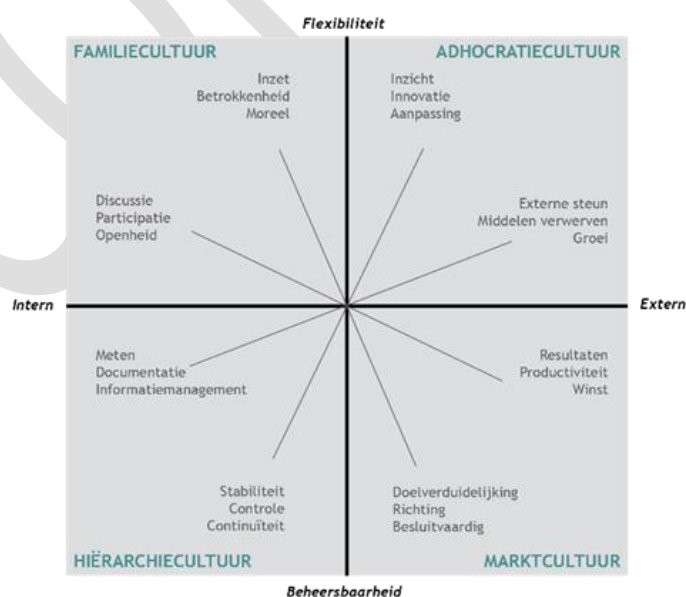 Flexibiliteit
FAMILIECULTUUR
ADHOCRATIECULTUUR
Inzet
Betrokkenheid
Moreel
Inzicht
Innovatie
Aanpassing
Discussie
Participatie
Openheid
Externe steun
Middelen verwerven
Groei
Intern
Extern
Meten
Documentatie
Informatiemanagement
Resultaten
Productiviteit
Winst
Stabiliteit
Controle
Continuïteit
Doelverduidelijking
Richting
Besluitvaardig
HIËRARCHIECULTUUR
MARKTCULTUUR
Beheersbaarheid